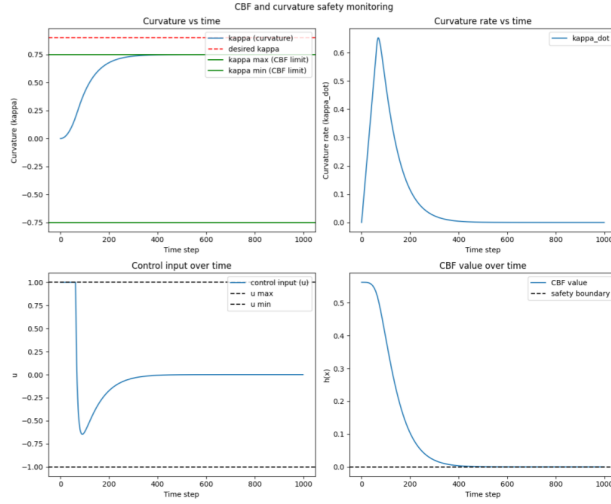 CBF and curvature safety monitoring
Curvature vs time
Curvature (kappa)
0.75
0.50
0.25
0.00
−0.25
−0.50
−0.75
kappa (curvature)
desired kappa
kappa max (CBF limit)
kappa min (CBF limit)
0
200
400
600
800
1000
Time step
Curvature rate vs time
Curvature rate (kappa_dot)
0.6
0.5
0.4
0.3
0.2
0.1
0.0
kappa_dot
0
200
400
600
800
1000
Time step
Control input over time
u
1.00
0.75
0.50
0.25
0.00
−0.25
−0.50
−0.75
−1.00
control input (u)
u max
u min
0
200
400
600
800
1000
Time step
CBF value over time
h(x)
0.5
0.4
0.3
0.2
0.1
0.0
CBF value
safety boundary
0
200
400
600
800
1000
Time step